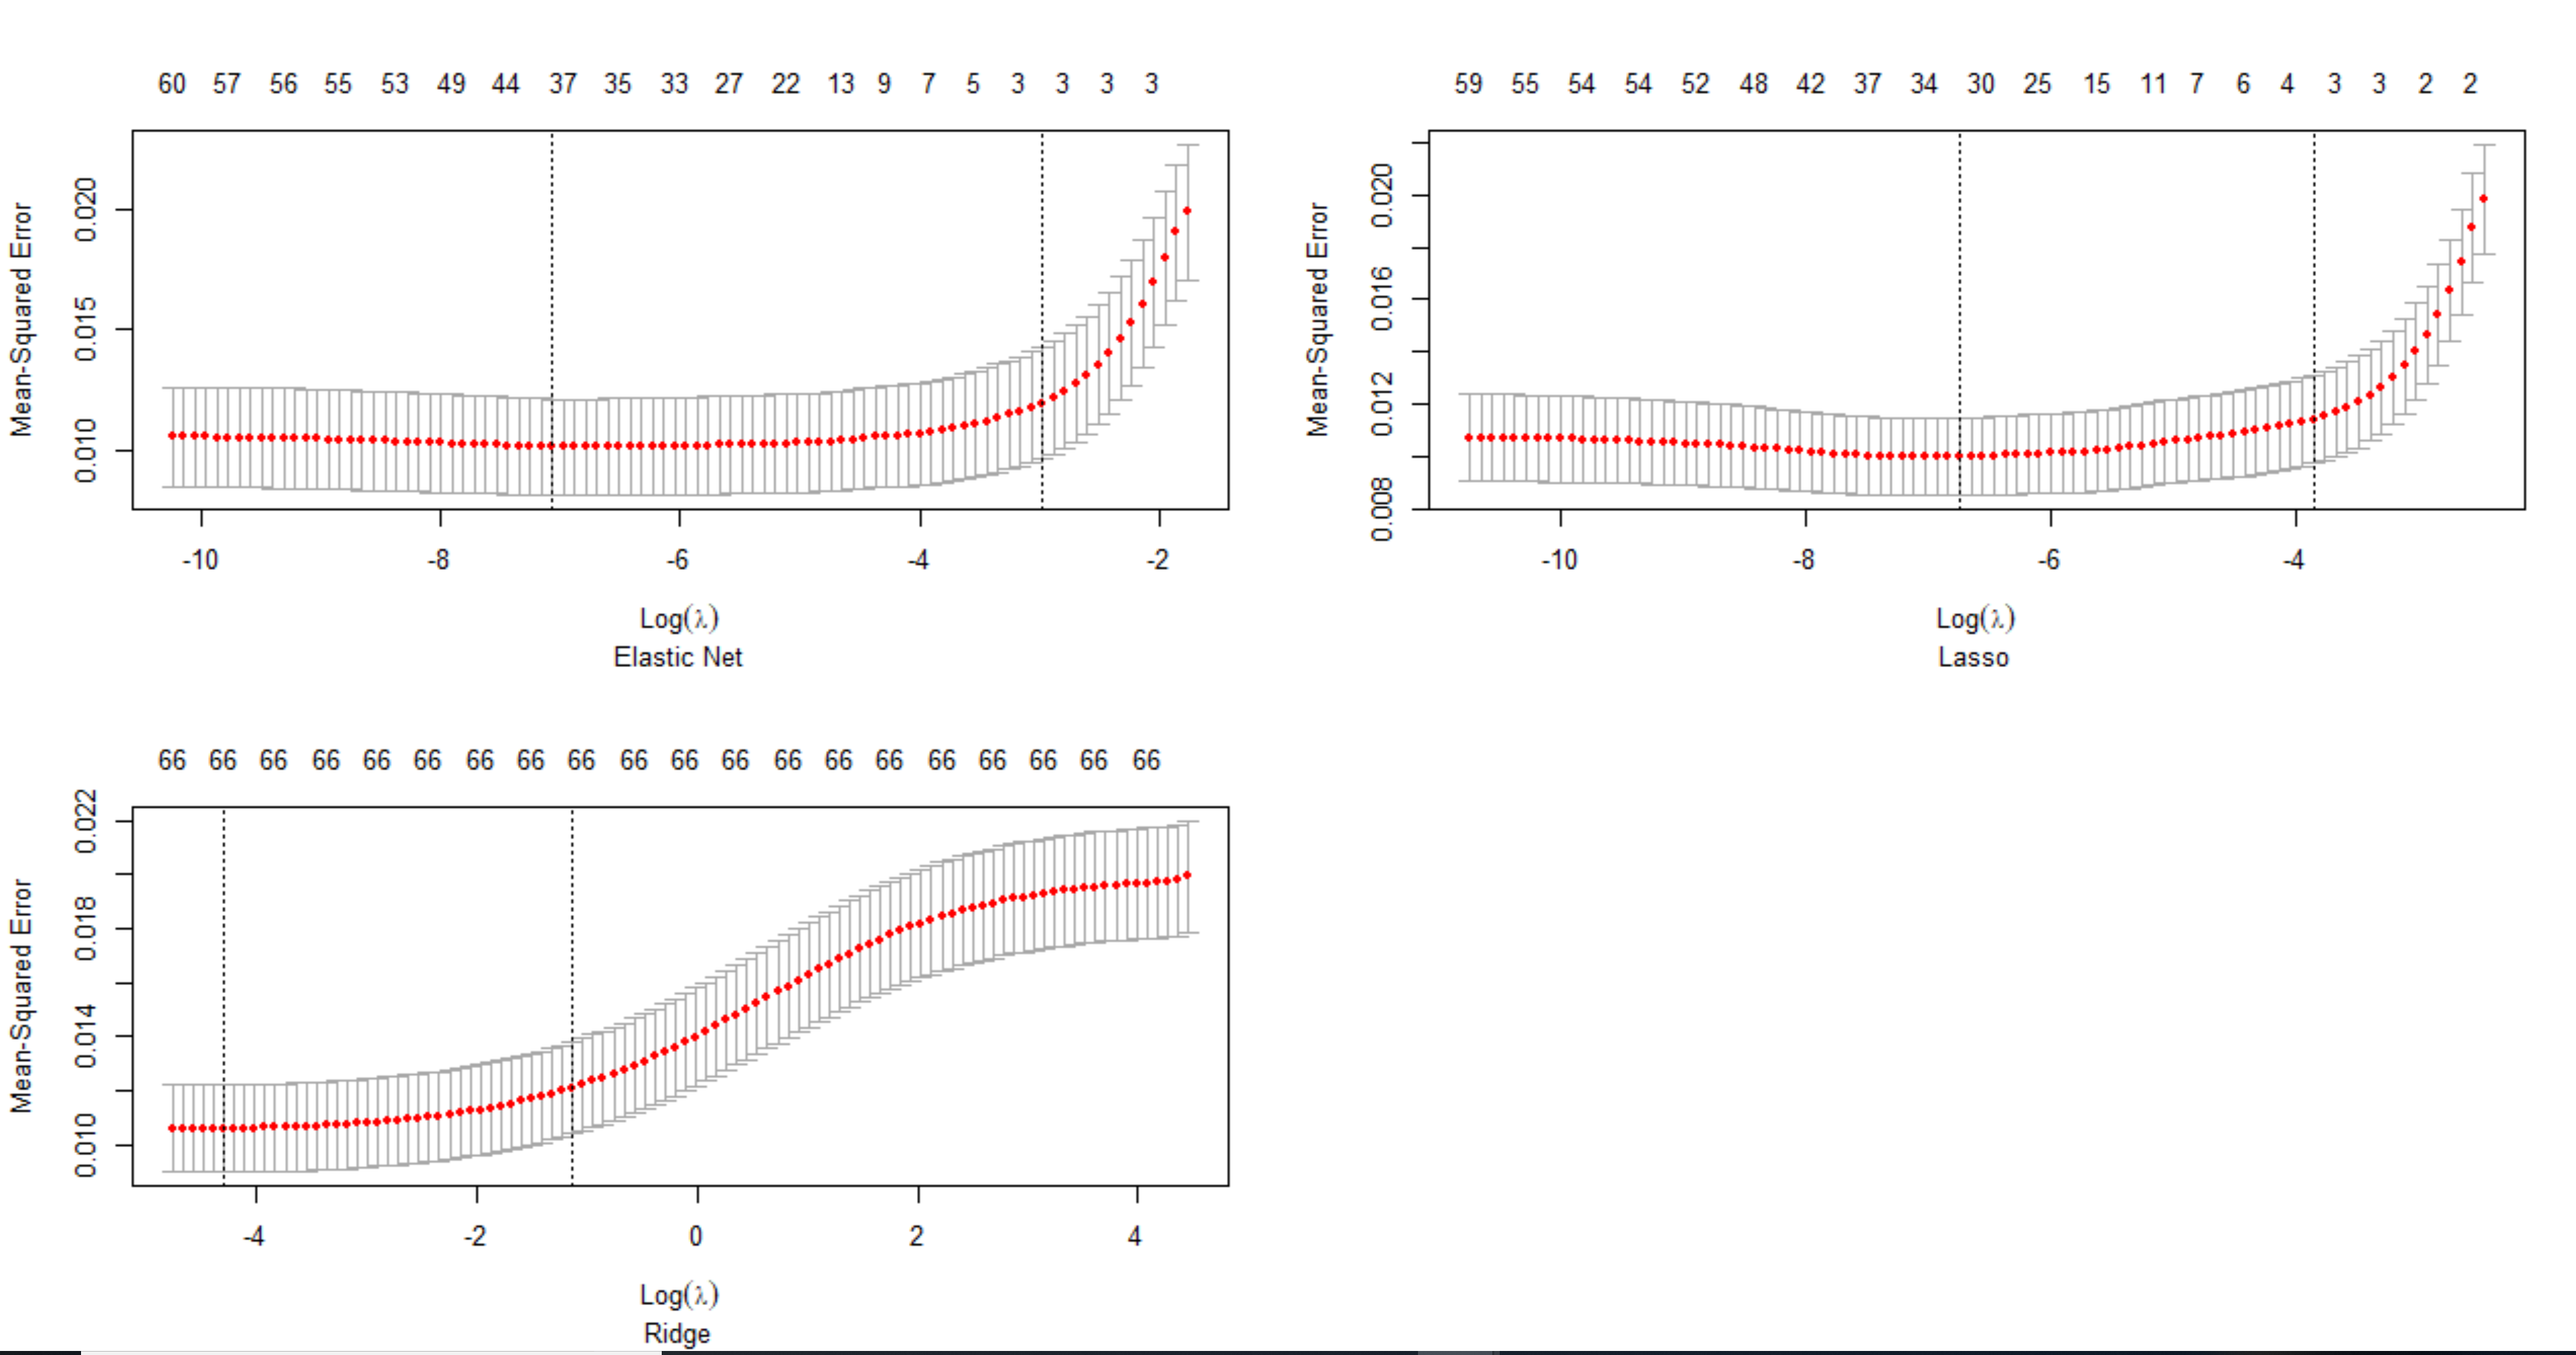 60 57 56 55 53 49 44 37 35 33 27 22 13 9 7 5 3 3 3 3
Mean-Squared Error
0.020
0.015
0.010
-10 -8 -6 -4 -2
Log(λ)
Elastic Net
59 55 54 54 52 48 42 37 34 30 25 15 11 7 6 4 3 3 2 2
Mean-Squared Error
0.020
0.016
0.012
0.008
-10 -8 -6 -4
Log(λ)
Lasso
66 66 66 66 66 66 66 66 66 66 66 66 66 66 66 66 66 66 66 66
Mean-Squared Error
0.022
0.018
0.014
0.010
-4 -2 0 2 4
Log(λ)
Ridge